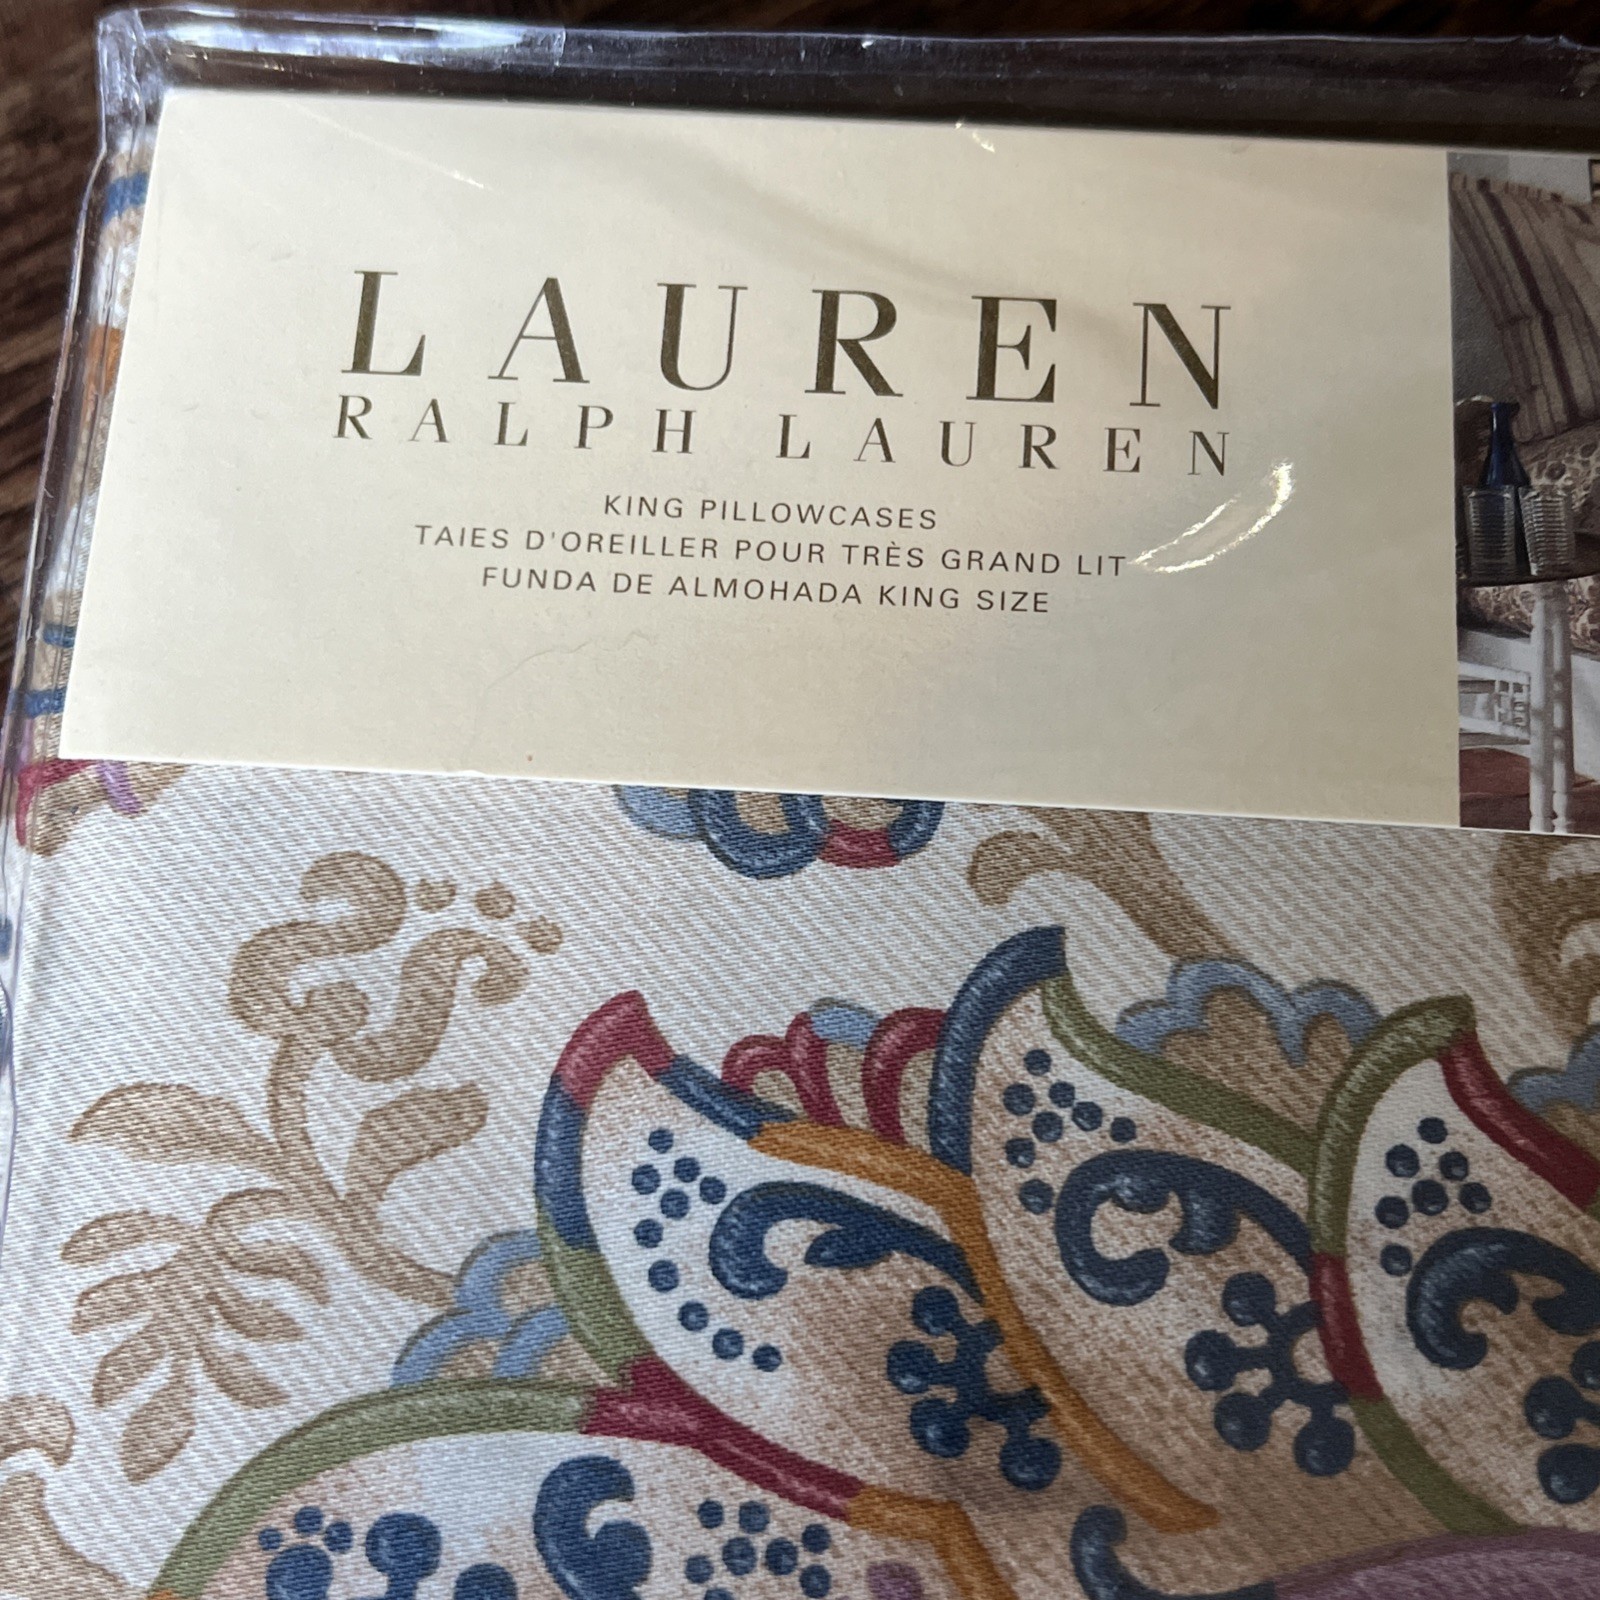 LAUREN
RALPH LAUREN
KING PILLOWCASES
TAIES D'OREILLER POUR TRÈS GRAND LIT
FUNDA DE ALMOHADA KING SIZE